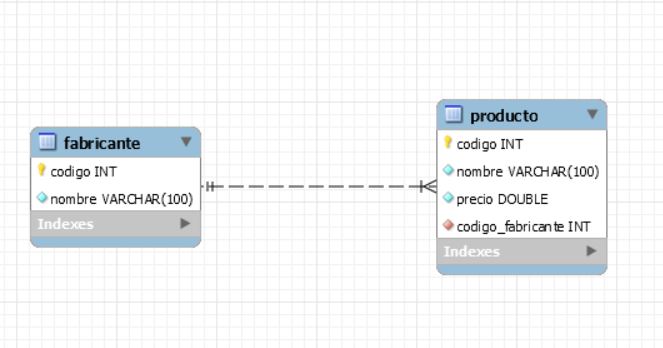 fabricante
codigo INT
nombre VARCHAR(100)
Indexes
producto
codigo INT
nombre VARCHAR(100)
precio DOUBLE
codigo_fabricante INT
Indexes